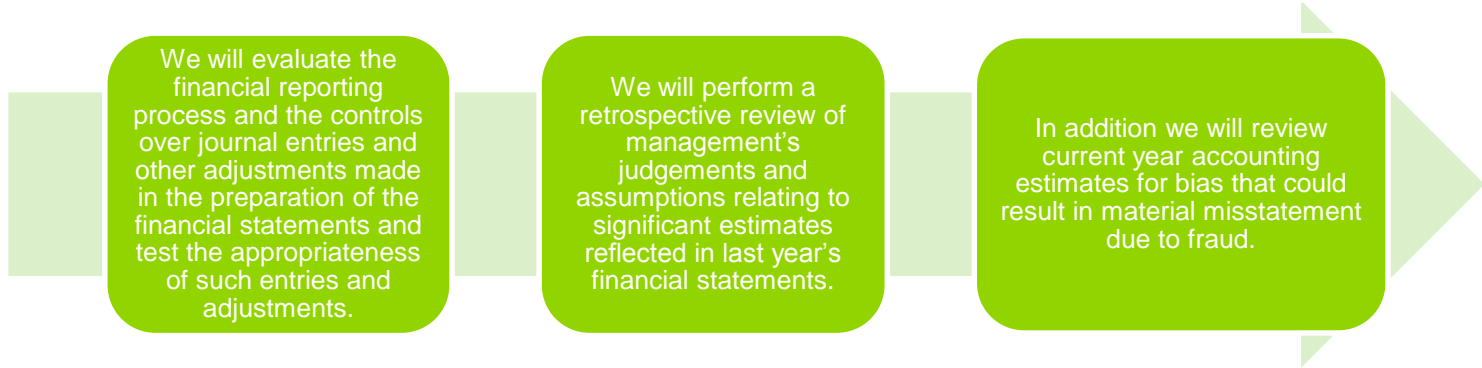 We will evaluate the
financial reporting
process and the controls
over journal entries and
other adjustments made
in the preparation of the
financial statements and
test the appropriateness
of such entries and
adjustments.
We will perform a
retrospective review of
management’s
judgements and
assumptions relating to
significant estimates
reflected in last year’s
financial statements.
In addition we will review
current year accounting
estimates for bias that could
result in material misstatement
due to fraud.